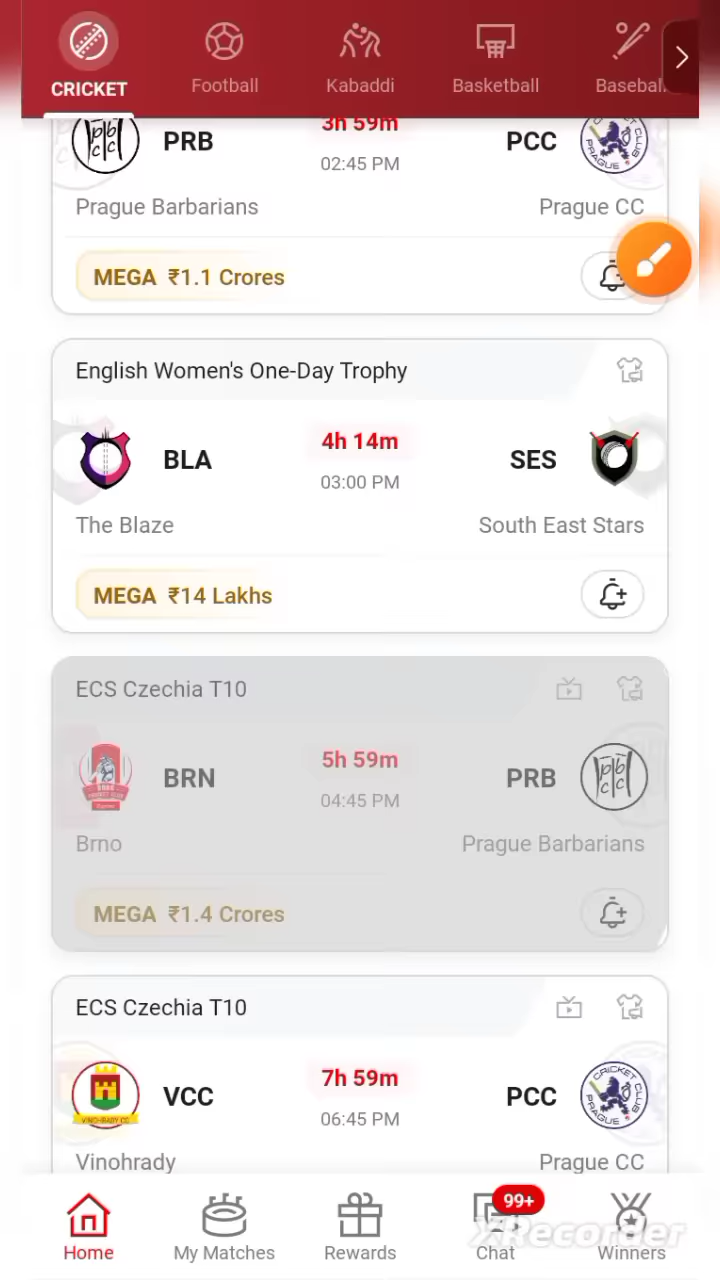 CRICKET Football Kabaddi Basketball Basebal
3h 59m
PRB PCC
02:45 PM
Prague Barbarians Prague CC
MEGA ₹1.1 Crores
English Women's One-Day Trophy
4h 14m
BLA SES
03:00 PM
The Blaze South East Stars
MEGA ₹14 Lakhs
ECS Czechia T10
5h 59m
BRN PRB
04:45 PM
Brno Prague Barbarians
MEGA ₹1.4 Crores
ECS Czechia T10
7h 59m
VCC PCC
06:45 PM
Vinohrady Prague CC
99+
Home My Matches Rewards Chat Winners
XRecorder